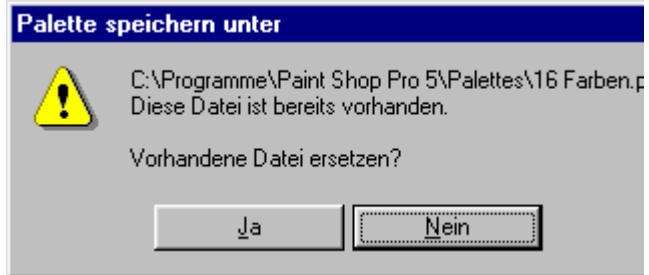 Palette speichern unter
C:\Programme\Paint Shop Pro 5\Palettes\16 Farben.p
Diese Datei ist bereits vorhanden.
Vorhandene Datei ersetzen?
Ja
Nein